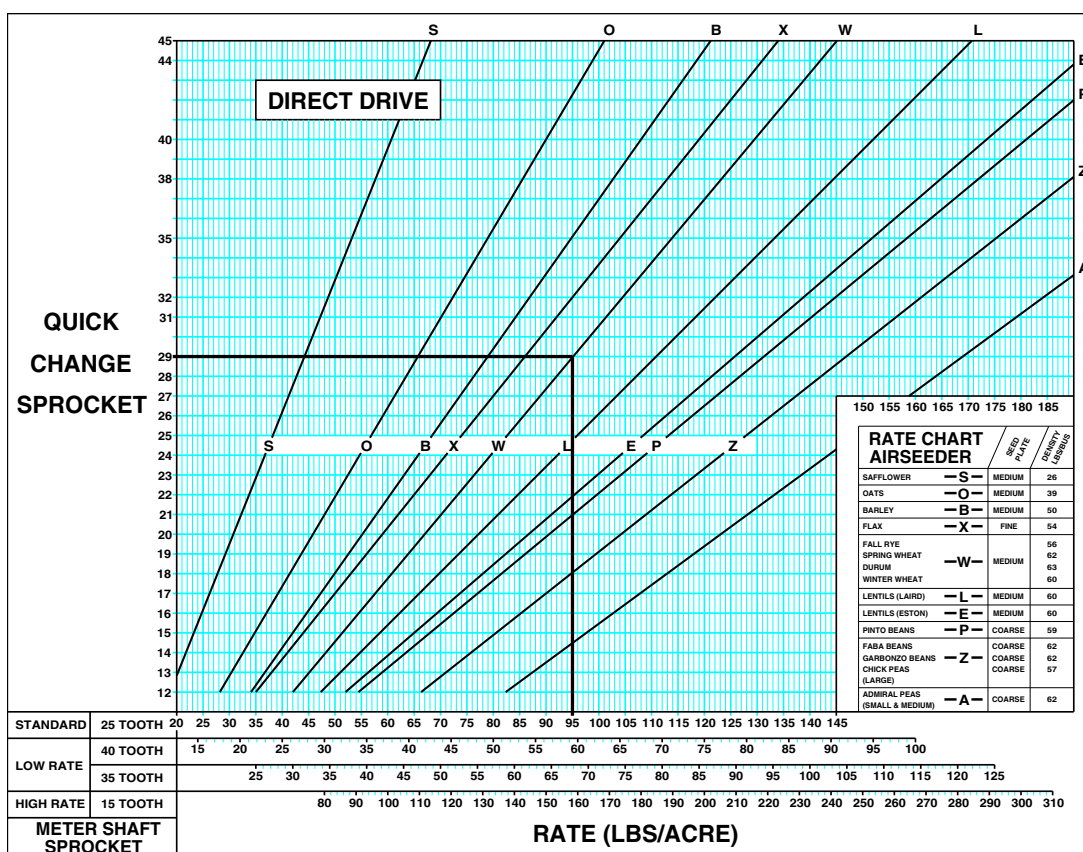 S O B X W L
45
44
DIRECT DRIVE
40
38
35
32
31
29
28
27
26
25
24
22
21
20
19
18
17
16
15
14
13
12
QUICK
CHANGE
SPROCKET
E
P
Z
A
S O B X W L E P Z
150 155 160 165 170 175 180 185
RATE CHART
AIRSEEDER
SEED
PLATE
DENSITY
LBS/BUS
SAFFLOWER S MEDIUM 26
OATS O MEDIUM 39
BARLEY B MEDIUM 50
FLAX X FINE 54
FALL RYE 56
SPRING WHEAT 62
W MEDIUM
DURUM 63
WINTER WHEAT 60
LENTILS (LAIRD) L MEDIUM 60
LENTILS (ESTON) E MEDIUM 60
PINTO BEANS P COARSE 59
FABA BEANS COARSE 62
GARBONZO BEANS Z COARSE 62
CHICK PEAS COARSE 57
(LARGE)
ADMIRAL PEAS
(SMALL & MEDIUM) A COARSE 62
STANDARD 25 TOOTH 20 25 30 35 40 45 50 55 60 65 70 75 80 85 90 95 100 105 110 115 120 125 130 135 140 145
LOW RATE
40 TOOTH 15 20 25 30 35 40 45 50 55 60 65 70 75 80 85 90 95 100
35 TOOTH 25 30 35 40 45 50 55 60 65 70 75 80 85 90 95 100 105 110 115 120 125
HIGH RATE 15 TOOTH 80 90 100 110 120 130 140 150 160 170 180 190 200 210 220 230 240 250 260 270 280 290 300 310
METER SHAFT
SPROCKET
RATE (LBS/ACRE)